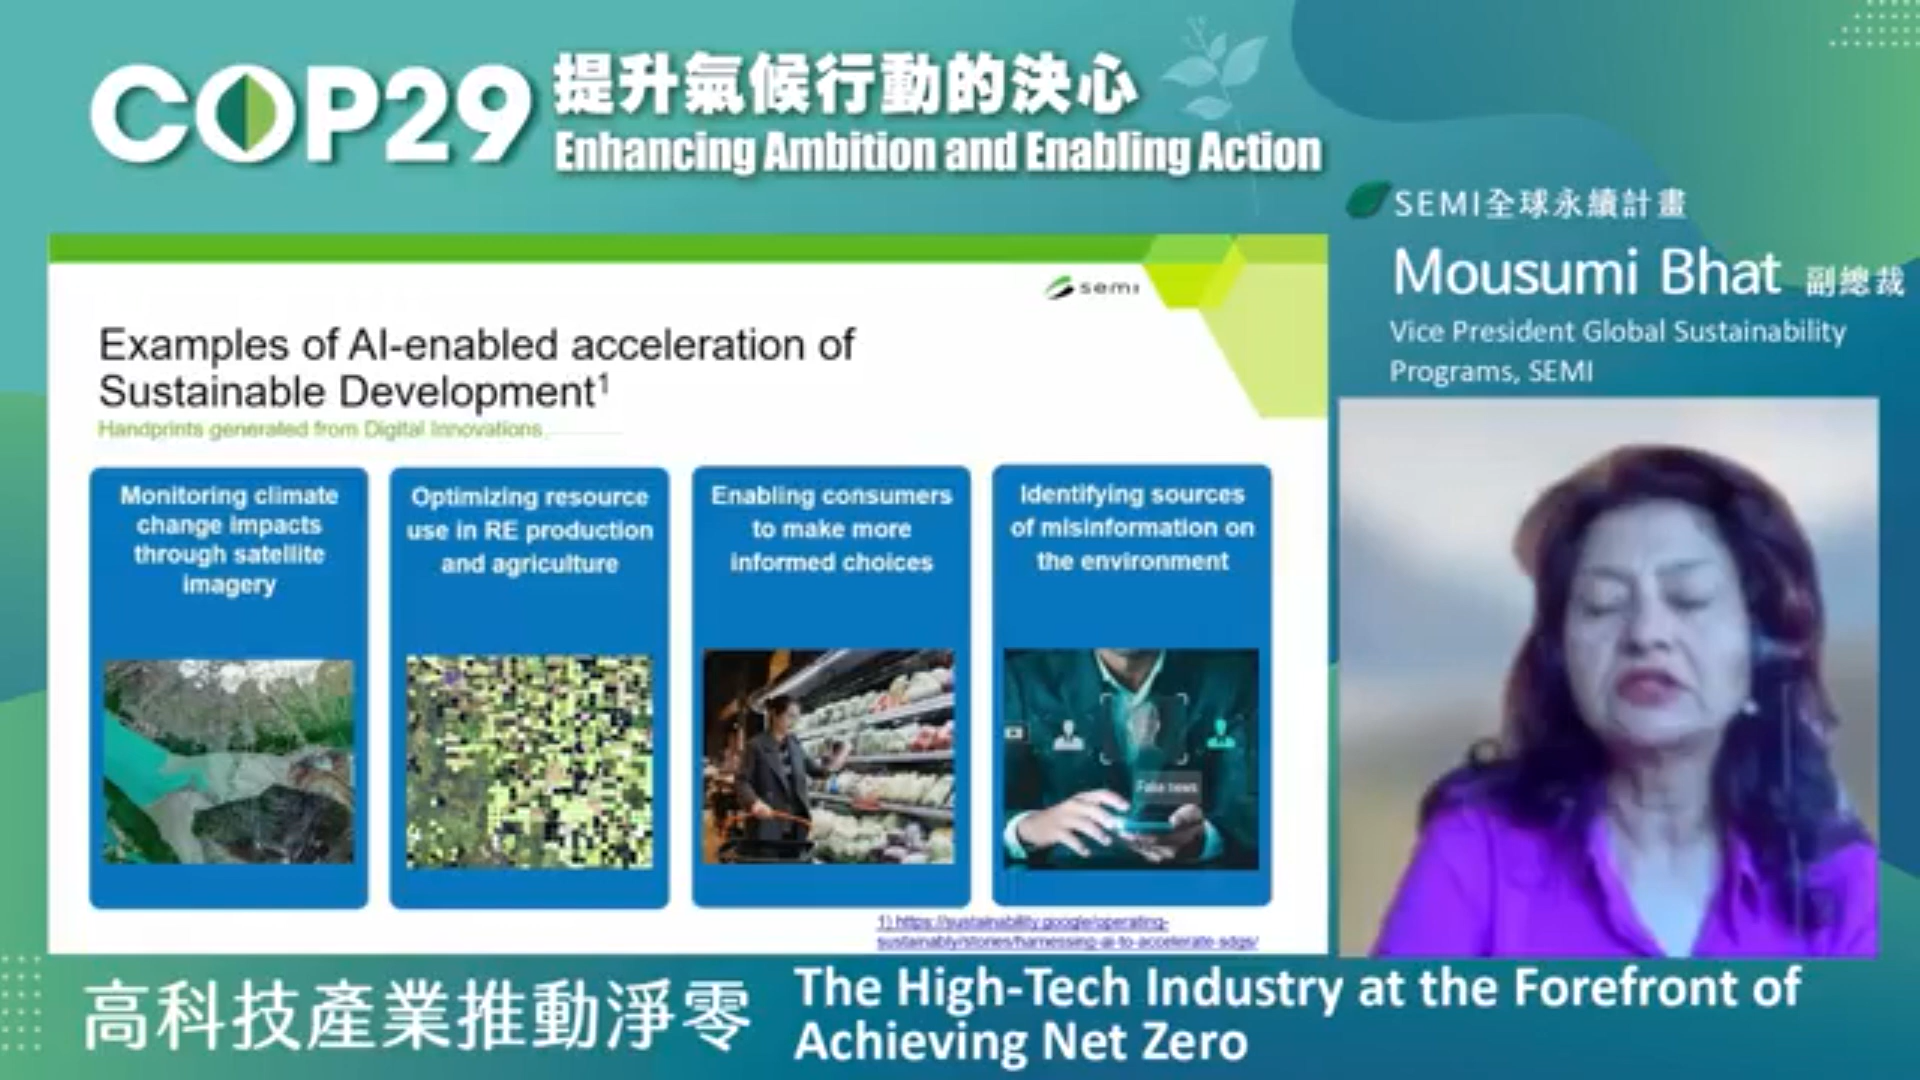 COP29
提升氣候行動的決心
Enhancing Ambition and Enabling Action
SEMI全球永續計畫
Mousumi Bhat 副總裁
Vice President Global Sustainability
Programs, SEMI
semi
Examples of AI-enabled acceleration of
Sustainable Development¹
Handprints generated from Digital Innovations
Monitoring climate
change impacts
through satellite
imagery
Optimizing resource
use in RE production
and agriculture
Enabling consumers
to make more
informed choices
Identifying sources
of misinformation on
the environment
Fake news
1) https://sustainability.google/operating-
sustainably/stories/harnessing-ai-to-accelerate-sdgs/
高科技產業推動淨零
The High-Tech Industry at the Forefront of
Achieving Net Zero